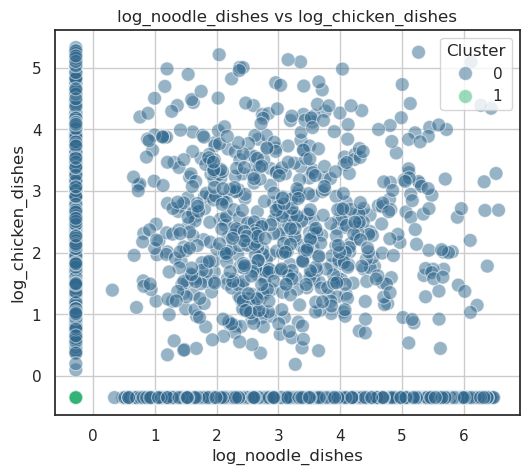 log_noodle_dishes vs log_chicken_dishes
Cluster
0
1
log_chicken_dishes
5
4
3
2
1
0
0 1 2 3 4 5 6
log_noodle_dishes